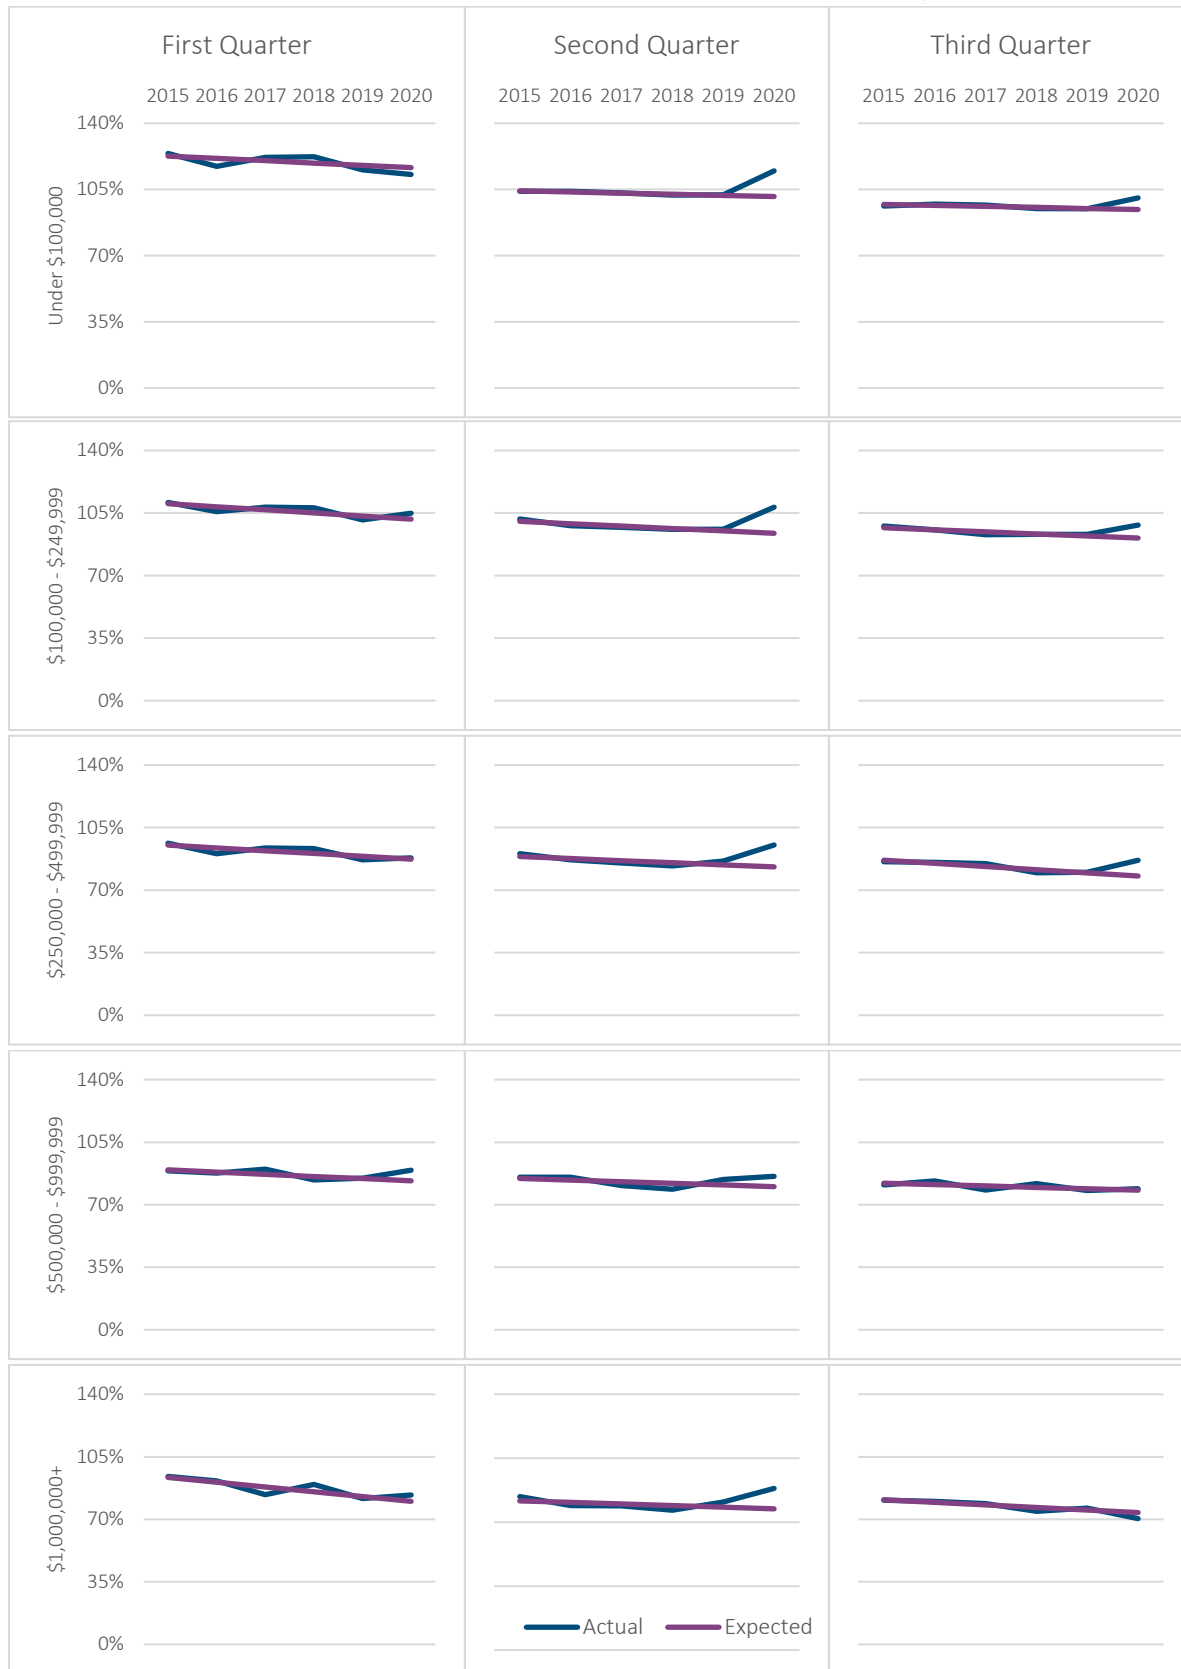 First Quarter
Second Quarter
Third Quarter
2015 2016 2017 2018 2019 2020
2015 2016 2017 2018 2019 2020
2015 2016 2017 2018 2019 2020
Under $100,000
140%
105%
70%
35%
0%
$100,000 - $249,999
140%
105%
70%
35%
0%
$250,000 - $499,999
140%
105%
70%
35%
0%
$500,000 - $999,999
140%
105%
70%
35%
0%
$1,000,000+
140%
105%
70%
35%
0%
Actual
Expected